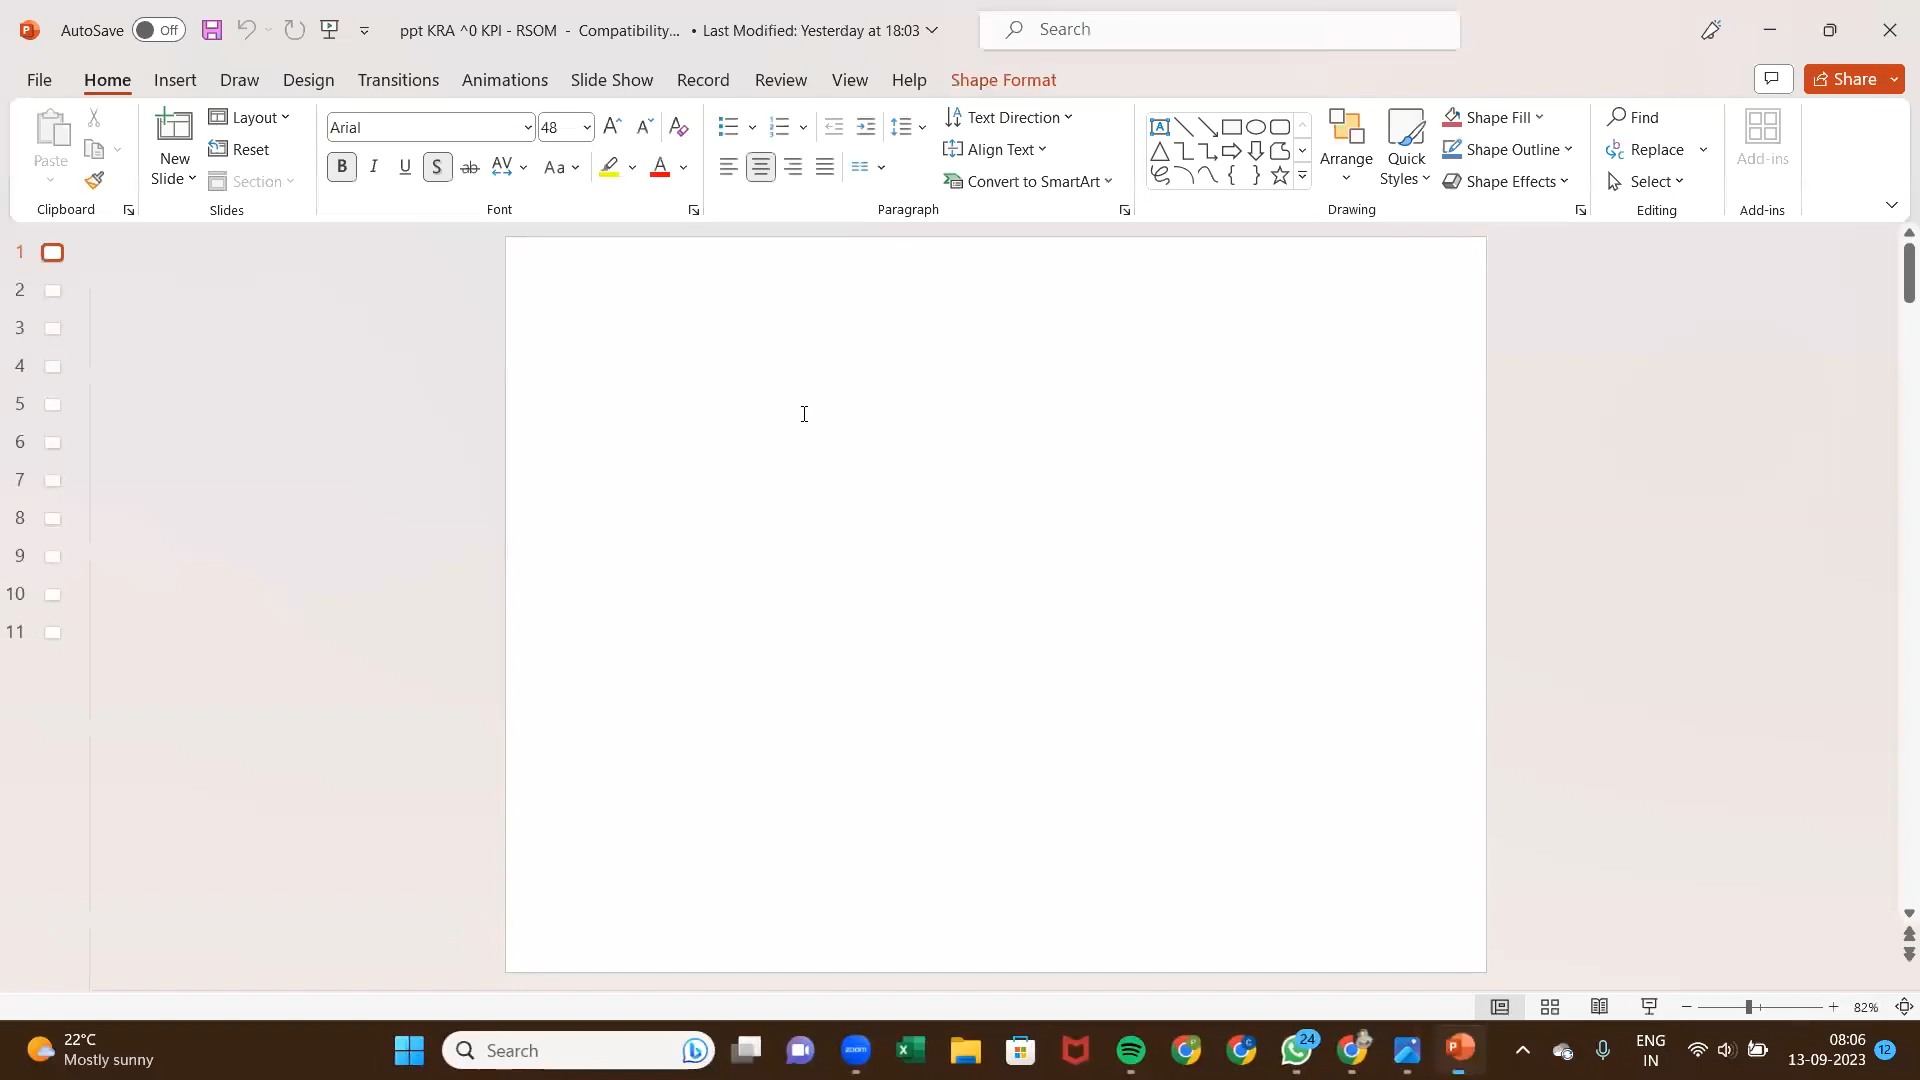 AutoSave Off ppt KRA ^0 KPI - RSOM - Compatibility... • Last Modified: Yesterday at 18:03 Search
File Home Insert Draw Design Transitions Animations Slide Show Record Review View Help Shape Format Share
Paste
Clipboard
New
Slide
Layout
Reset
Section
Slides
Arial 48
B I U S ab AV Aa A
Font
Paragraph
Text Direction
Align Text
Convert to SmartArt
Arrange
Quick
Styles
Shape Fill
Shape Outline
Shape Effects
Drawing
Find
Replace
Select
Editing
Add-ins
Add-ins
1
2
3
4
5
6
7
8
9
10
11
82%
22°C
Mostly sunny
Search
zoom
24
ENG
IN
08:06
13-09-2023
12